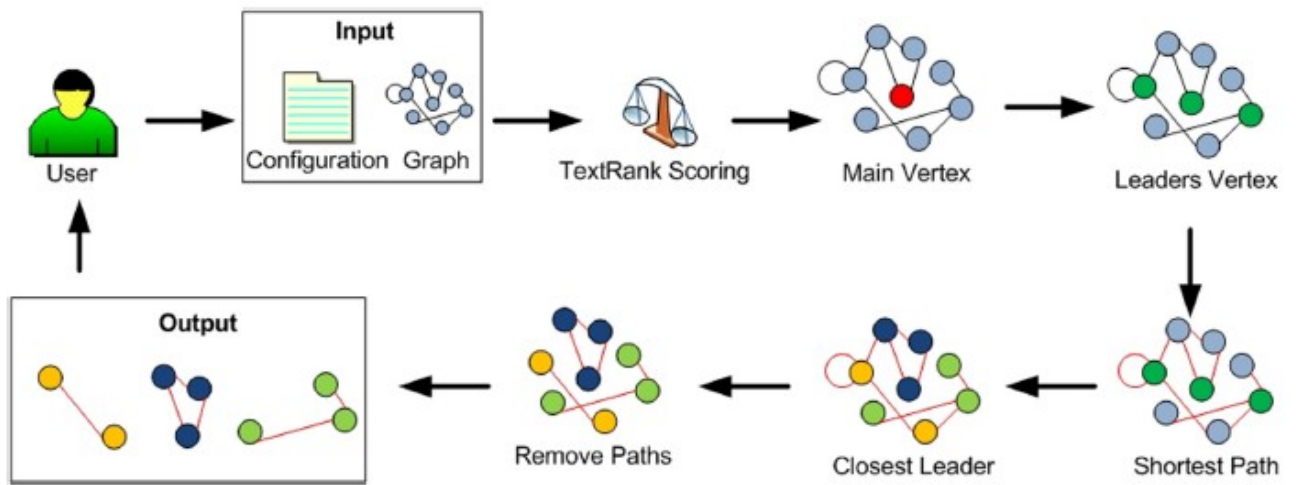 Input
Configuration Graph
User
TextRank Scoring
Main Vertex
Leaders Vertex
Output
Remove Paths
Closest Leader
Shortest Path